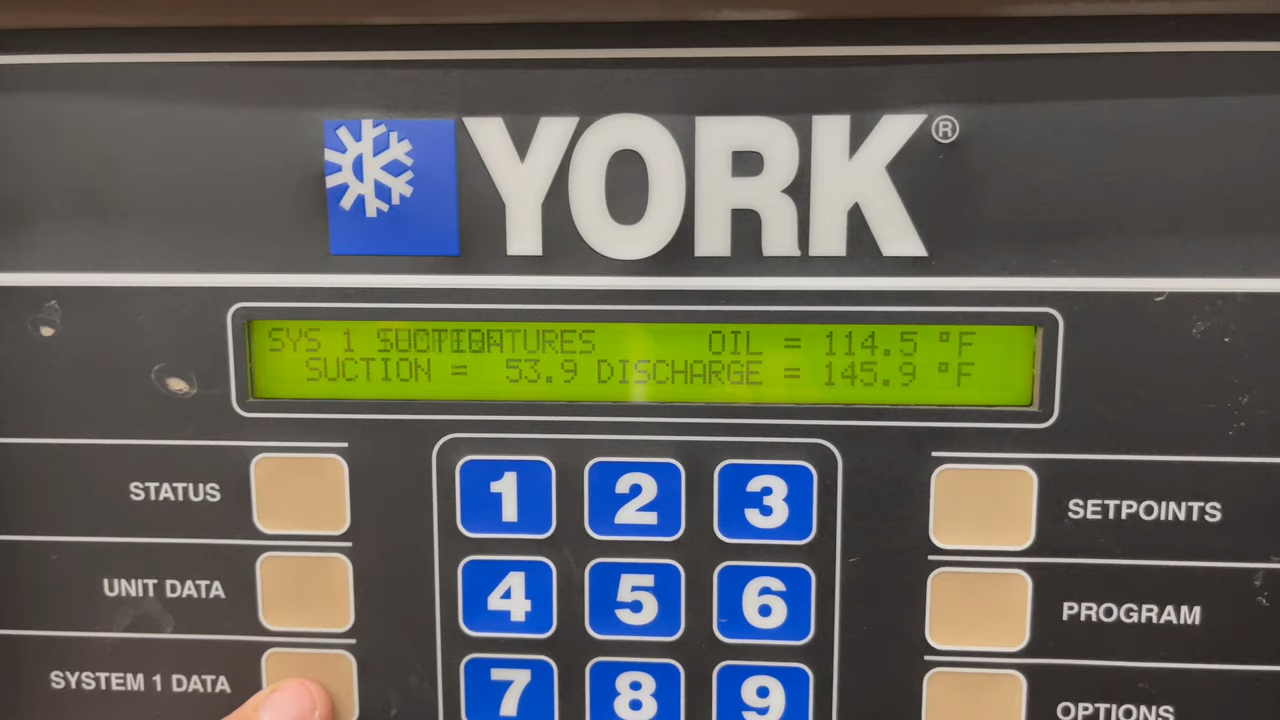 YORK®
SYS 1 OIL = 114.5 °F
SUCTION = 53.9 DISCHARGE = 145.9 °F
STATUS
UNIT DATA
SYSTEM 1 DATA
1 2 3
4 5 6
7 8 9
SETPOINTS
PROGRAM
OPTIONS